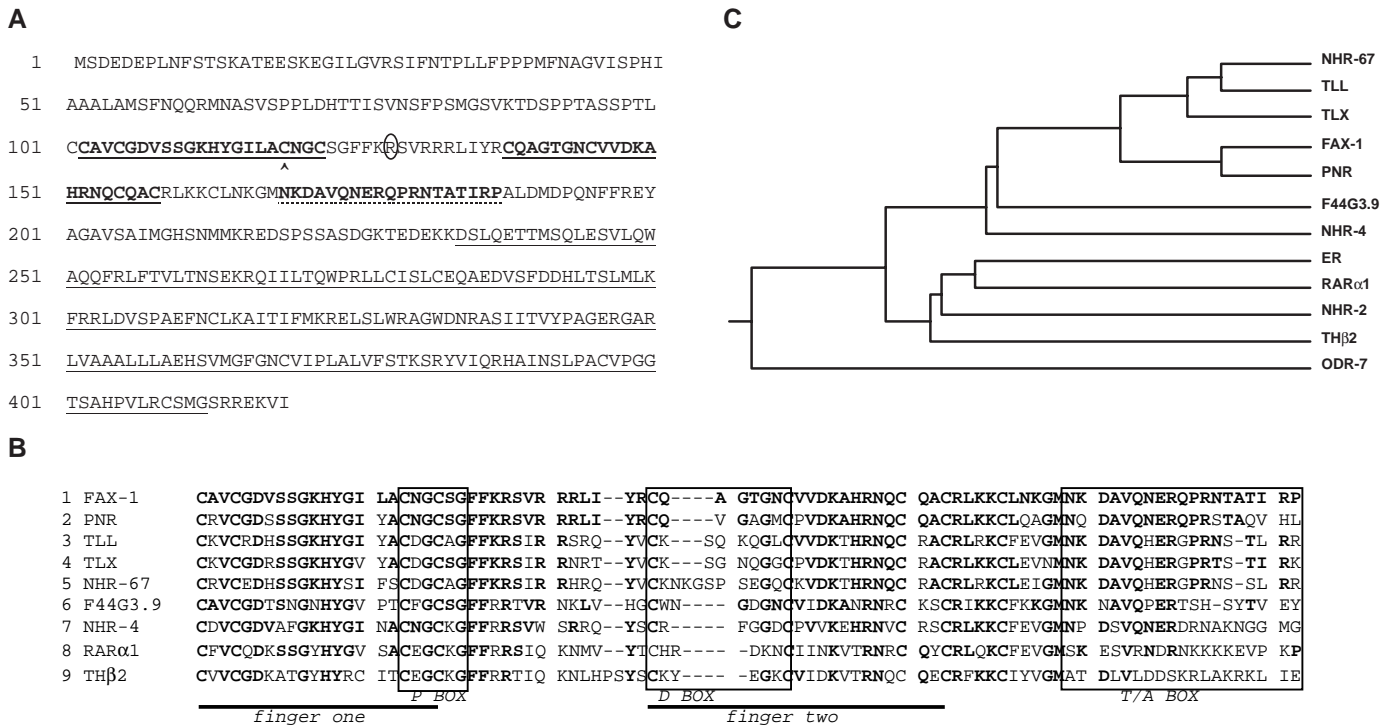 A
1 MSDEDEPLNFSTSKATEESKEGILGVRSIFNTPLLFPPPMFNAGVISPHI
51 AAALAMSFNQQRMNASVSPPLDHTTISVNSFPSMGSVKTDSPPTASSPTL
101 CCAVCGDVSSGKHYGILACNGCSGFFKRSVRRRLIYRCQAGTGNCVVDKA
151 HRNQCQACRLKKCLNKGMNKDAVQNERQPRNTATIRPALDMDPQNFFREY
201 AGAVSAIMGHSNMMKREDSPSSASDGKTEDEKKDSLQETTMSQLESVLQW
251 AQQFRLFTVLTNSEKRQIILTQWPRLLCISLCEQAEDVSFDDHLTSLMLK
301 FRRLDVSPAEFNCLKAITIFMKRELSLWRAGWDNRASIITVYPAGERGAR
351 LVAAALLLAEHSVMGFGNCVIPLALVFSTKSRYVIQRHAINSLPACVPGG
401 TSAHPVLRCSMGSRREKVI
C
NHR-67
TLL
TLX
FAX-1
PNR
F44G3.9
NHR-4
ER
RARα1
NHR-2
THβ2
ODR-7
B
1 FAX-1 CAVCGDVSSGKHYGI LACNGCSGFFKRSVR RRLI--YRCQ----A GTGNCVVDKAHRNQC QACRLKKCLNKGMNK DAVQNERQPRNTATI RP
2 PNR CRVCGDSSSGKHYGI YACNGCSGFFKRSVR RRLI--YRCQ----V GAGMCPVDKAHRNQC QACRLKKCLQAGMNQ DAVQNERQPRSTAQV HL
3 TLL CKVCRDHSSGKHYGI YACDGCAGFFKRSIR RSRQ--YVCK---SQ KQGLCVVDKTHRNQC RACRLRKCFEVGMNK DAVQHERGPRNS-TL RR
4 TLX CKVCGDRSSGKHYGV YACDGCSGFFKRSIR RNRT--YVCK---SG NQGGCPVDKTHRNQC RACRLKKCLEVNMNK DAVQHERGPRTS-TI RK
5 NHR-67 CRVCEDHSSGKHYSI FSCDGCAGFFKRSIR RHRQ--YVCKNKGSPS EGQCKVDKTHRNQC RACRLRKCLEIGMNK DAVQHERGPRNS-SL RR
6 F44G3.9 CAVCGDTSNGNHYGV PTCFGCSGFFRRTVR NKLV--HGCWN---- GDGNCVIDKANRNRC KSCRIKKCFKKGMNK NAVQPERTSH-SYTV EY
7 NHR-4 CDVCGDVAFGKHYGI NACNGCKGFFRRSVW SRRQ--YSCR----- FGGDCPVVKEHRNVC RSCRLKKCFEVGMNP DSVQNERDRNAKNGG MG
8 RARα1 CFVCQDKSSGYHYGV SACEGCKGFFRRSIQ KNMV--YTCHR---- DKNCIINKVTRNRC QYCRLQKCFEVGMSK ESVRNDRNKKKKEVP KP
9 THβ2 CVVCGDKATGYHYRC ITCEGCKGFFRRTIQ KNLHPSYSCKY---- -EGKCVIDKVTRNQC QECRFKKCIYVGMAT DLVLDDSKRLAKRKL IE
P BOX D BOX T/A BOX
finger one finger two